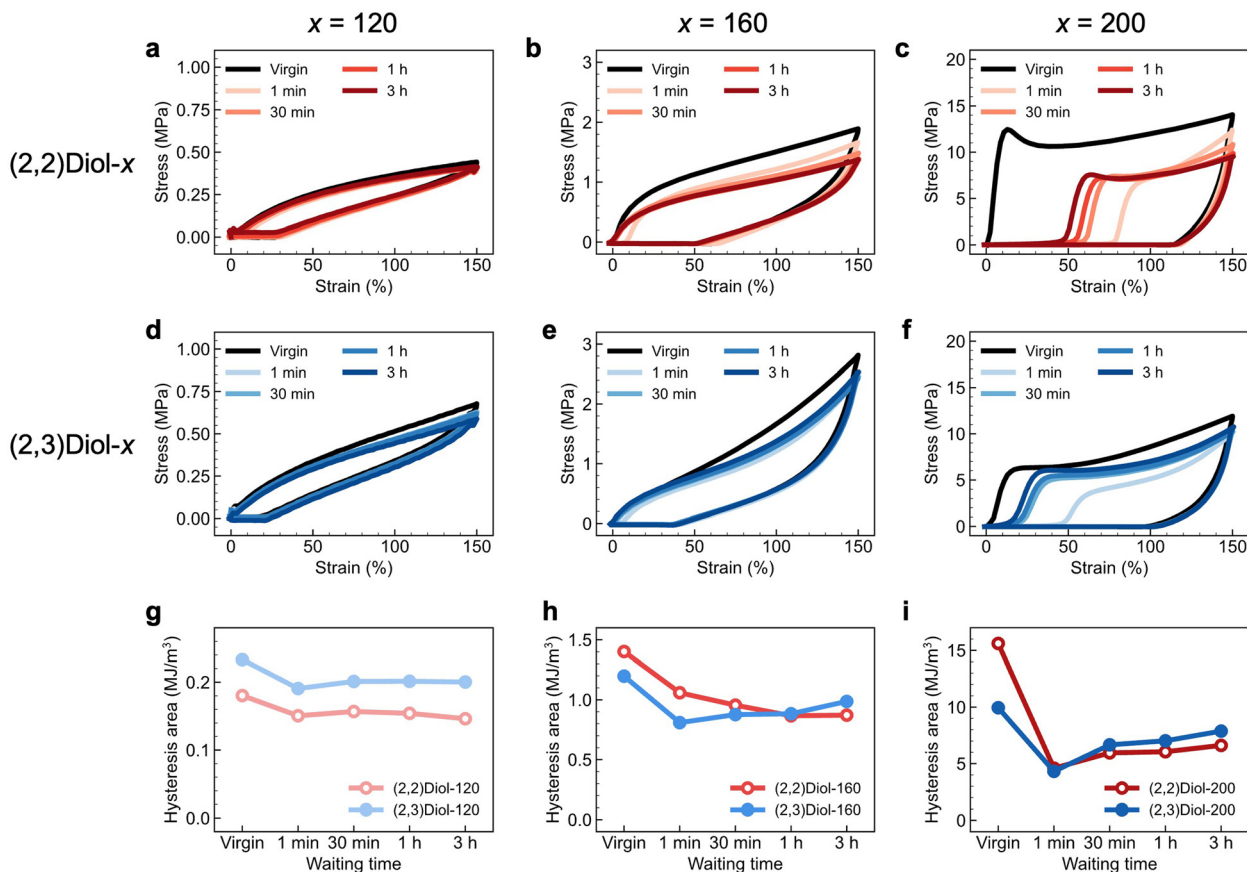 x = 120
x = 160
x = 200
(2,2)Diol-x
a
Stress (MPa)
1.00
0.75
0.50
0.25
0.00
Virgin
1 min
30 min
1 h
3 h
0
50
100
150
Strain (%)
b
Stress (MPa)
3
2
1
0
Virgin
1 min
30 min
1 h
3 h
0
50
100
150
Strain (%)
c
Stress (MPa)
20
15
10
5
0
Virgin
1 min
30 min
1 h
3 h
0
50
100
150
Strain (%)
(2,3)Diol-x
d
Stress (MPa)
1.00
0.75
0.50
0.25
0.00
Virgin
1 min
30 min
1 h
3 h
0
50
100
150
Strain (%)
e
Stress (MPa)
3
2
1
0
Virgin
1 min
30 min
1 h
3 h
0
50
100
150
Strain (%)
f
Stress (MPa)
20
15
10
5
0
Virgin
1 min
30 min
1 h
3 h
0
50
100
150
Strain (%)
g
Hysteresis area (MJ/m³)
0.2
0.1
0.0
(2,2)Diol-120
(2,3)Diol-120
Virgin
1 min
30 min
1 h
3 h
Waiting time
h
Hysteresis area (MJ/m³)
1.5
1.0
0.5
0.0
(2,2)Diol-160
(2,3)Diol-160
Virgin
1 min
30 min
1 h
3 h
Waiting time
i
Hysteresis area (MJ/m³)
15
10
5
0
(2,2)Diol-200
(2,3)Diol-200
Virgin
1 min
30 min
1 h
3 h
Waiting time